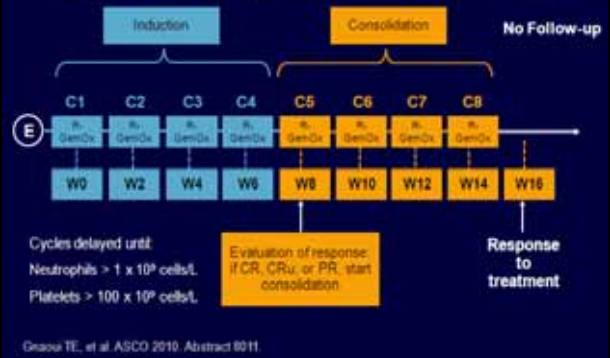 Induction
Consolidation
No Follow-up
C1 C2 C3 C4 C5 C6 C7 C8
E
R-
GemOx
R-
GemOx
R-
GemOx
R-
GemOx
R-
GemOx
R-
GemOx
R-
GemOx
R-
GemOx
W0 W2 W4 W6 W8 W10 W12 W14 W16
Cycles delayed until:
Neutrophils > 1 x 10⁹ cells/L
Platelets > 100 x 10⁹ cells/L
Evaluation of response:
if CR, CRu, or PR, start
consolidation
Response
to
treatment
Gnaoui TE, et al. ASCO 2010. Abstract 8011.